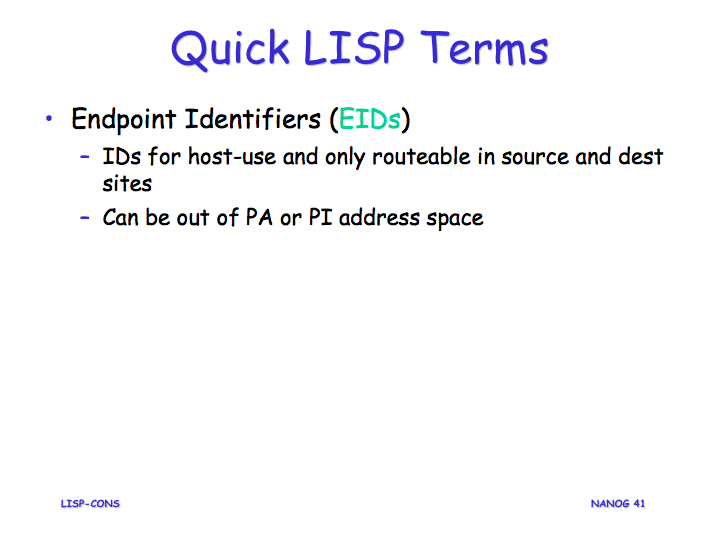 Quick LISP Terms
• Endpoint Identifiers (EIDs)
– IDs for host-use and only routeable in source and dest
sites
– Can be out of PA or PI address space
LISP-CONS
NANOG 41